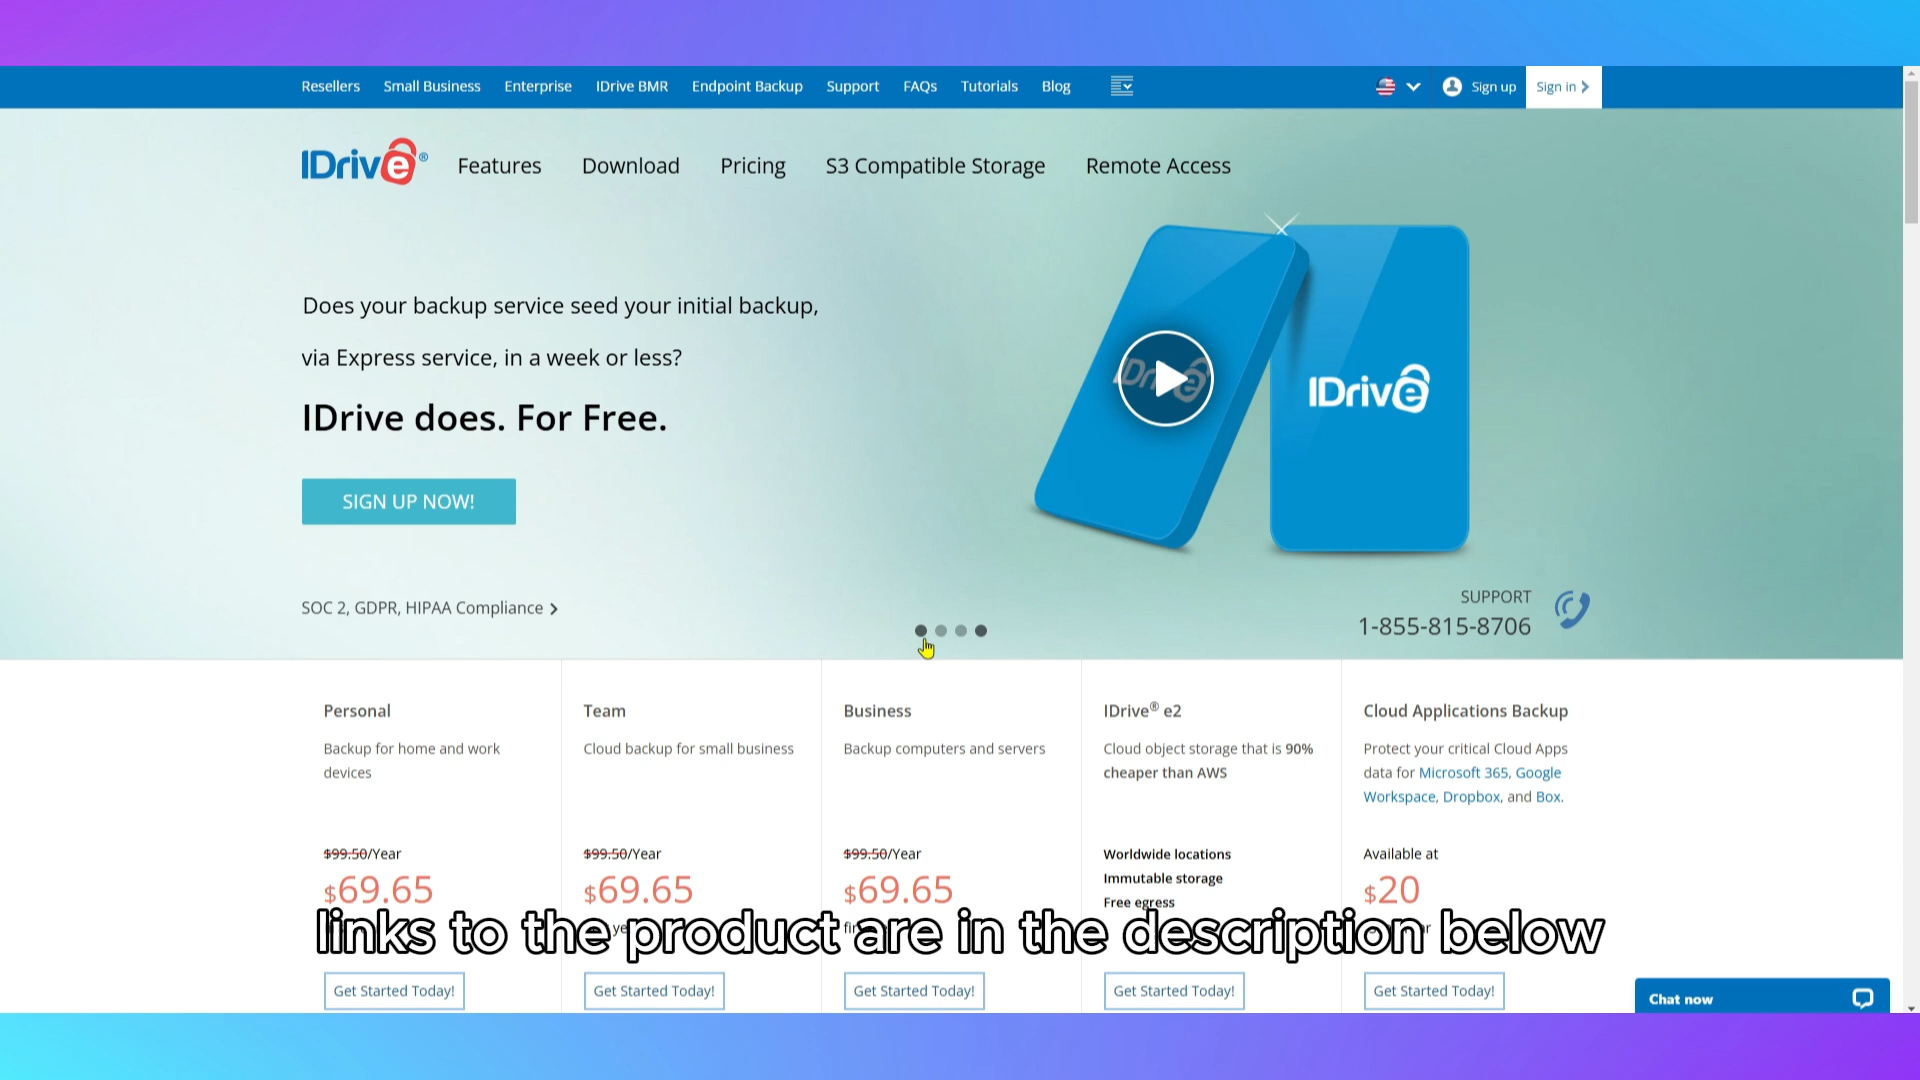 Resellers Small Business Enterprise IDrive BMR Endpoint Backup Support FAQs Tutorials Blog Sign up Sign in
IDrive® Features Download Pricing S3 Compatible Storage Remote Access
Does your backup service seed your initial backup,
via Express service, in a week or less?
IDrive does. For Free.
IDrive
IDrive
SIGN UP NOW!
SOC 2, GDPR, HIPAA Compliance
SUPPORT
1-855-815-8706
Personal
Backup for home and work
devices
$99.50/Year
$69.65
Get Started Today!
Team
Cloud backup for small business
$99.50/Year
$69.65
Get Started Today!
Business
Backup computers and servers
$99.50/Year
$69.65
Get Started Today!
IDrive® e2
Cloud object storage that is 90%
cheaper than AWS
Worldwide locations
Immutable storage
Free egress
Get Started Today!
Cloud Applications Backup
Protect your critical Cloud Apps
data for Microsoft 365, Google
Workspace, Dropbox, and Box.
Available at
$20
Get Started Today!
links to the product are in the description below
Chat now